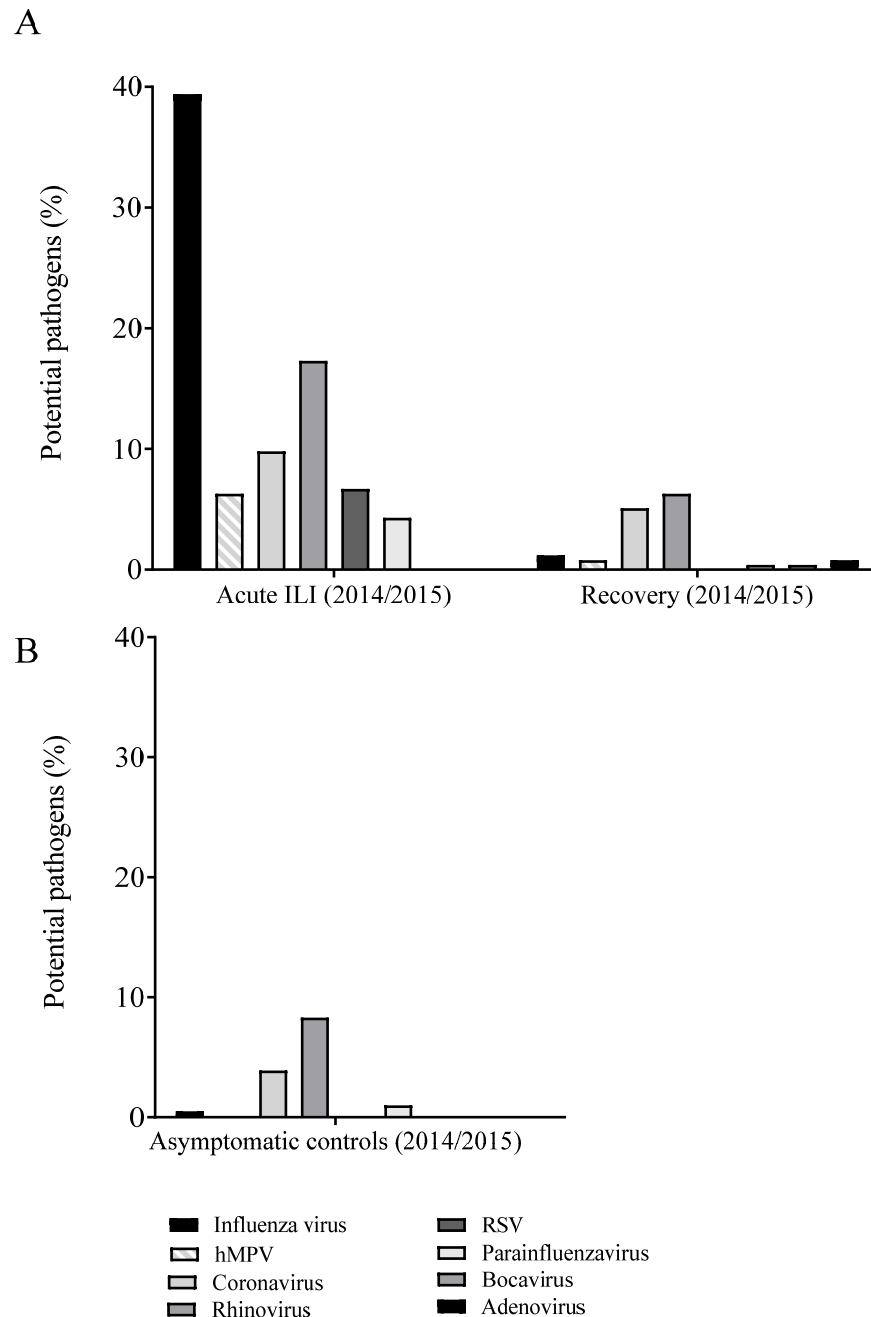 A
Potential pathogens (%)
40
30
20
10
0
Acute ILI (2014/2015)
Recovery (2014/2015)
B
Potential pathogens (%)
40
30
20
10
0
Asymptomatic controls (2014/2015)
Influenza virus
hMPV
Coronavirus
Rhinovirus
RSV
Parainfluenzavirus
Bocavirus
Adenovirus